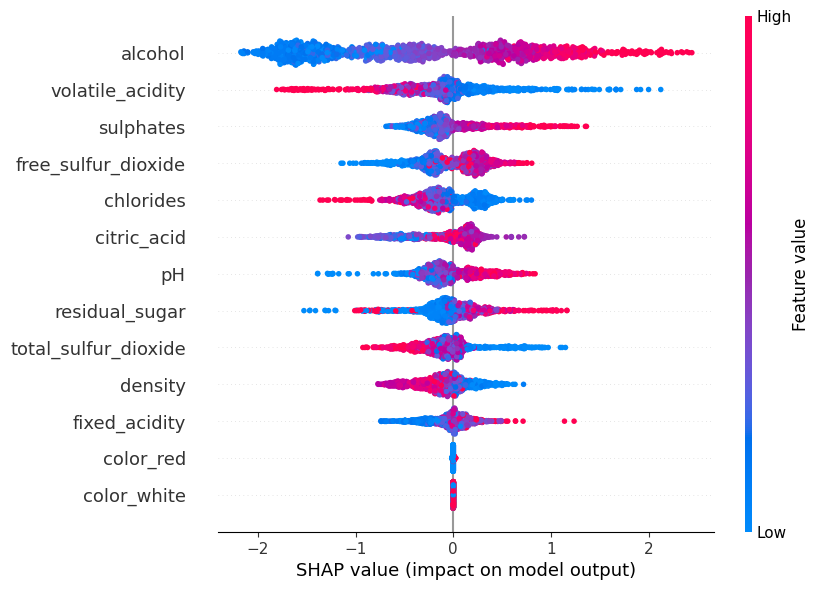 High
alcohol
volatile_acidity
sulphates
free_sulfur_dioxide
chlorides
citric_acid
pH
residual_sugar
total_sulfur_dioxide
density
fixed_acidity
color_red
color_white
Feature value
Low
−2 −1 0 1 2
SHAP value (impact on model output)